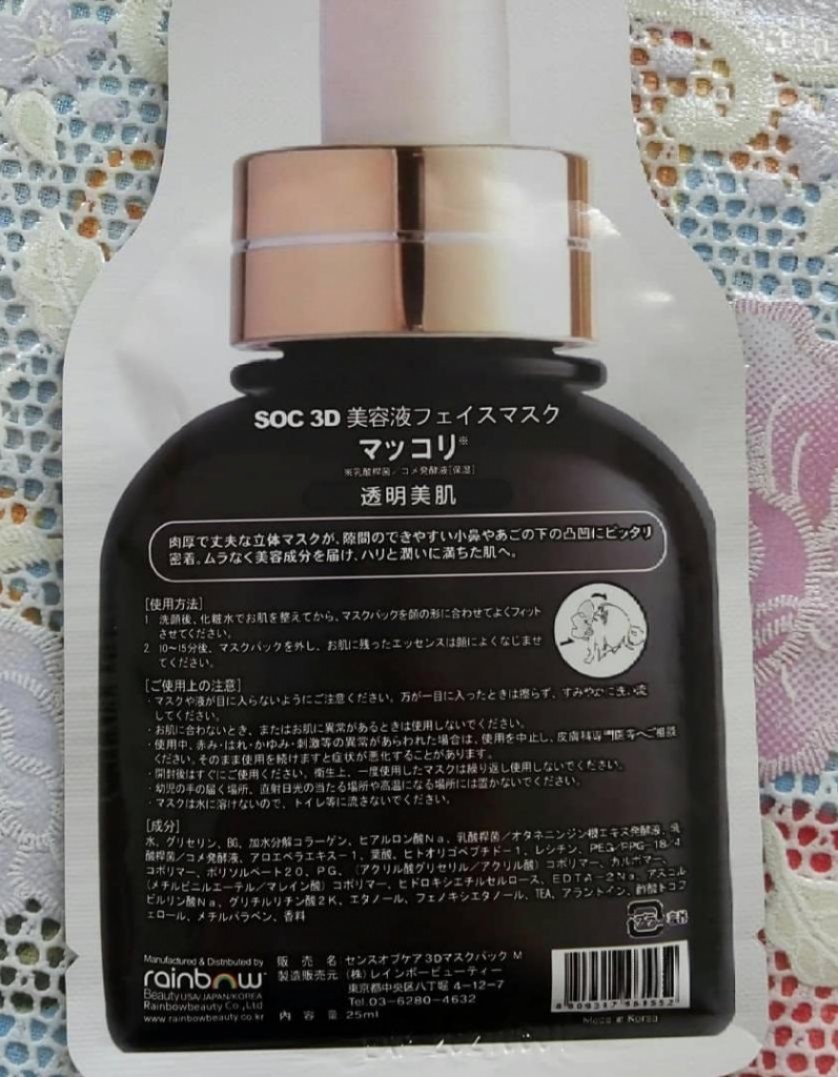 SOC 3D 美容液フェイスマスク
マッコリ※
※乳酸桿菌／コメ発酵液[保湿]
透明美肌
肉厚で丈夫な立体マスクが、隙間のできやすい小鼻やあごの下の凸凹にピッタリ
密着。ムラなく美容成分を届け、ハリと潤いに満ちた肌へ。
[使用方法]
1 洗顔後、化粧水でお肌を整えてから、マスクパックを顔の形に合わせてよくフィット
させてください。
2 10〜15分後、マスクパックを外し、お肌に残ったエッセンスは顔によくなじませ
てください。
[ご使用上の注意]
・マスクや液が目に入らないようにご注意ください。万が一目に入ったときは擦らず、すみやかに洗い流
してください。
・お肌に合わないとき、またはお肌に異常があるときは使用しないでください。
・使用中、赤み・はれ・かゆみ・刺激等の異常があらわれた場合は、使用を中止し、皮膚科専門医等へご相談
ください。そのまま使用を続けますと症状が悪化することがあります。
・開封後はすぐにご使用ください。衛生上、一度使用したマスクは繰り返し使用しないでください。
・幼児の手の届く場所、直射日光の当たる場所や高温になる場所には置かないでください。
・マスクは水に溶けないので、トイレ等に流さないでください。
[成分]
水、グリセリン、BG、加水分解コラーゲン、ヒアルロン酸Na、乳酸桿菌／オタネニンジン根エキス発酵液、乳
酸桿菌／コメ発酵液、アロエベラエキス－1、葉酸、ヒトオリゴペプチド－1、レシチン、PEG/PPG-18/4
コポリマー、ポリソルベート20、PG、(アクリル酸グリセリル／アクリル酸)コポリマー、カルボマー、
(メチルビニルエーテル／マレイン酸)コポリマー、ヒドロキシエチルセルロース、EDTA－2Na、アスコル
ビルリン酸Na、グリチルリチン酸2K、エタノール、フェノキシエタノール、TEA、アラントイン、酢酸トコフ
ェロール、メチルパラベン、香料
Manufactured & Distributed by
rainbow
Beauty USA/JAPAN/KOREA
Rainbowbeauty Co.,Ltd
www.rainbowbeauty.co.kr
販売名 センスオブケア3DマスクパックM
製造販売元 (株)レインボービューティー
東京都中央区八丁堀 4－12－7
Tel.03－6280－4632
内容量 25ml
Made in Korea